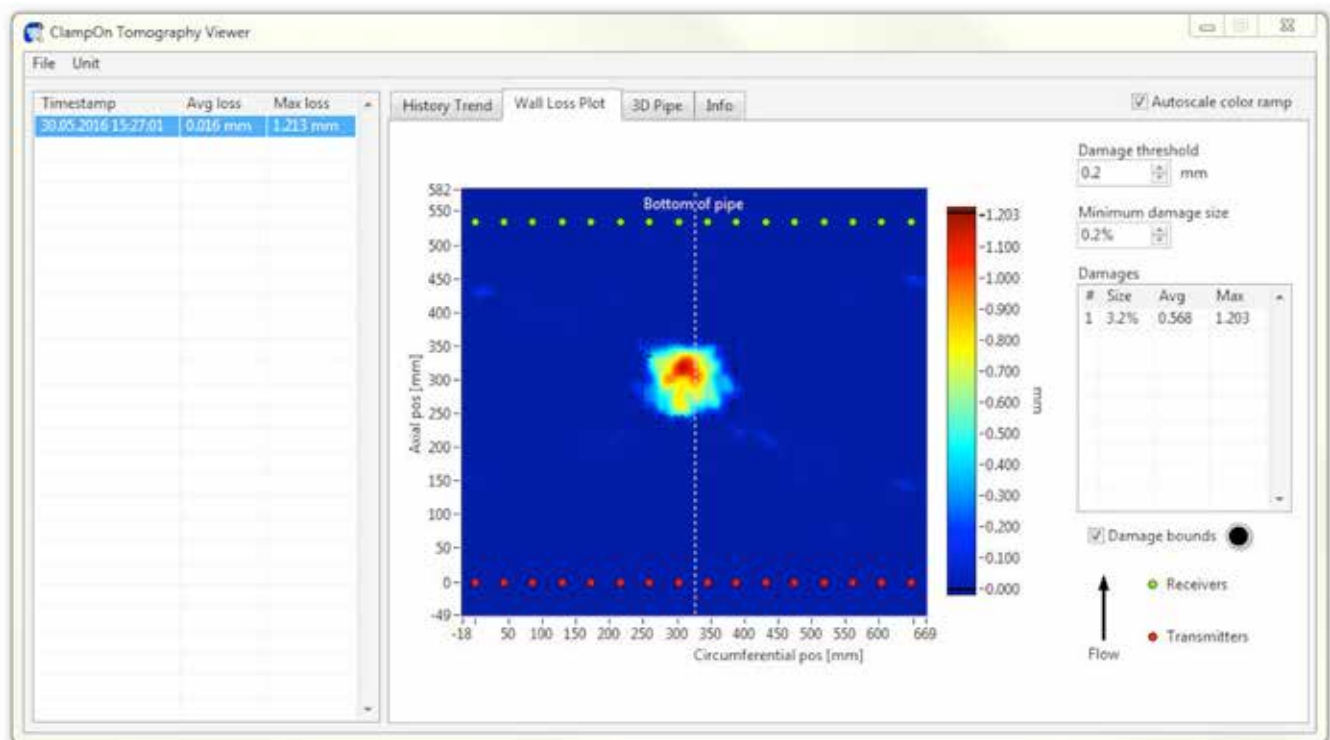 ClampOn Tomography Viewer
File Unit
Timestamp Avg loss Max loss
30.05.2016 15:27:01 0.016 mm 1.213 mm
History Trend Wall Loss Plot 3D Pipe Info
Autoscale color ramp
Damage threshold
0.2 mm
Minimum damage size
0.2%
Damages
# Size Avg Max
1 3.2% 0.568 1.203
Damage bounds
Receivers
Transmitters
Flow
Bottom of pipe
Axial pos [mm]
582
550
500
450
400
350
300
250
200
150
100
50
0
-49
-18 50 100 150 200 250 300 350 400 450 500 550 600 669
Circumferential pos [mm]
1.203
1.100
1.000
0.900
0.800
0.700
0.600
0.500
0.400
0.300
0.200
0.100
0.000
mm